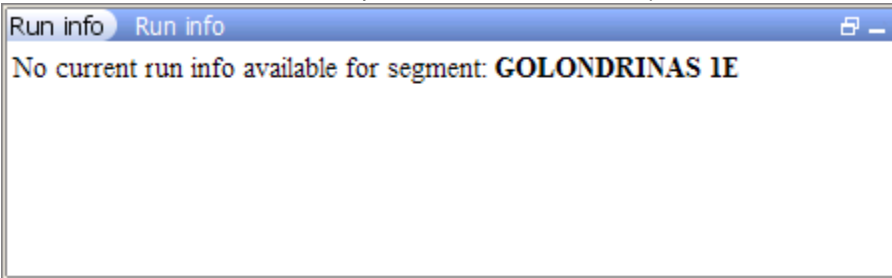 Run info Run info
No current run info available for segment: GOLONDRINAS 1E